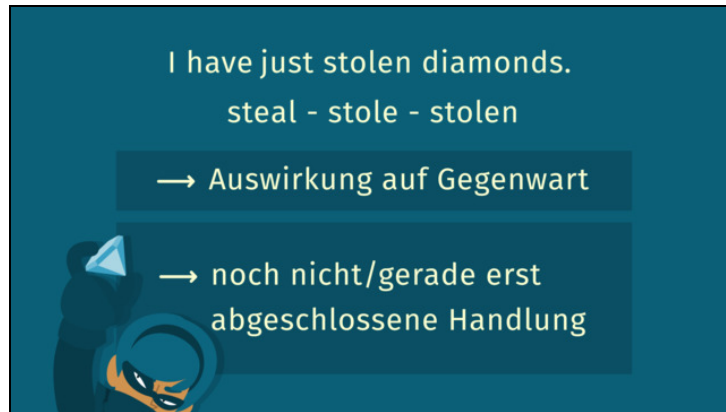 I have just stolen diamonds.
steal - stole - stolen
→ Auswirkung auf Gegenwart
→ noch nicht/gerade erst
abgeschlossene Handlung